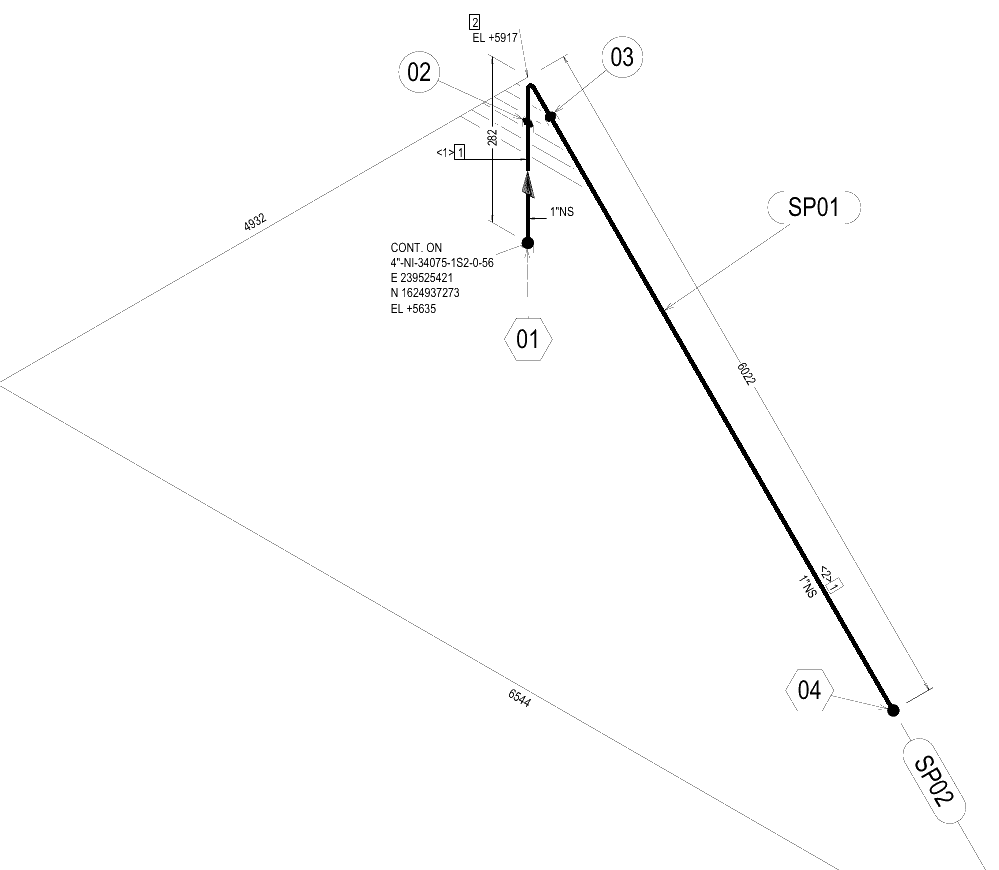 2
EL +5917
02
03
282
<1> 1
4932
1"NS
SP01
CONT. ON
4"-NI-34075-1S2-0-56
E 239525421
N 1624937273
EL +5635
01
6022
<2> 1
1"NS
6544
04
SP02